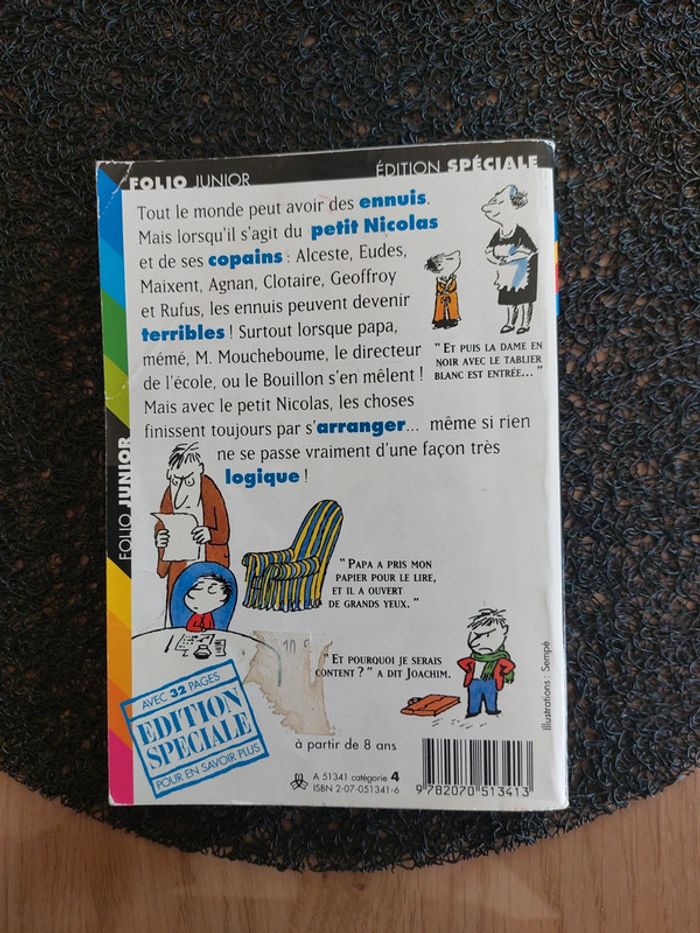 FOLIO JUNIOR
ÉDITION SPÉCIALE
Tout le monde peut avoir des ennuis.
Mais lorsqu'il s'agit du petit Nicolas
et de ses copains : Alceste, Eudes,
Maixent, Agnan, Clotaire, Geoffroy
et Rufus, les ennuis peuvent devenir
terribles ! Surtout lorsque papa,
mémé, M. Moucheboume, le directeur
de l'école, ou le Bouillon s'en mêlent !
Mais avec le petit Nicolas, les choses
finissent toujours par s'arranger... même si rien
ne se passe vraiment d'une façon très
logique !
" ET PUIS LA DAME EN
NOIR AVEC LE TABLIER
BLANC EST ENTRÉE... "
FOLIO JUNIOR
" PAPA A PRIS MON
PAPIER POUR LE LIRE,
ET IL A OUVERT
DE GRANDS YEUX. "
10
" ET POURQUOI JE SERAIS
CONTENT ? " A DIT JOACHIM.
Illustrations : Sempé
AVEC 32 PAGES
EDITION
SPECIALE
POUR EN SAVOIR PLUS
à partir de 8 ans
A 51341 catégorie 4
ISBN 2-07-051341-6
9 782070 513413